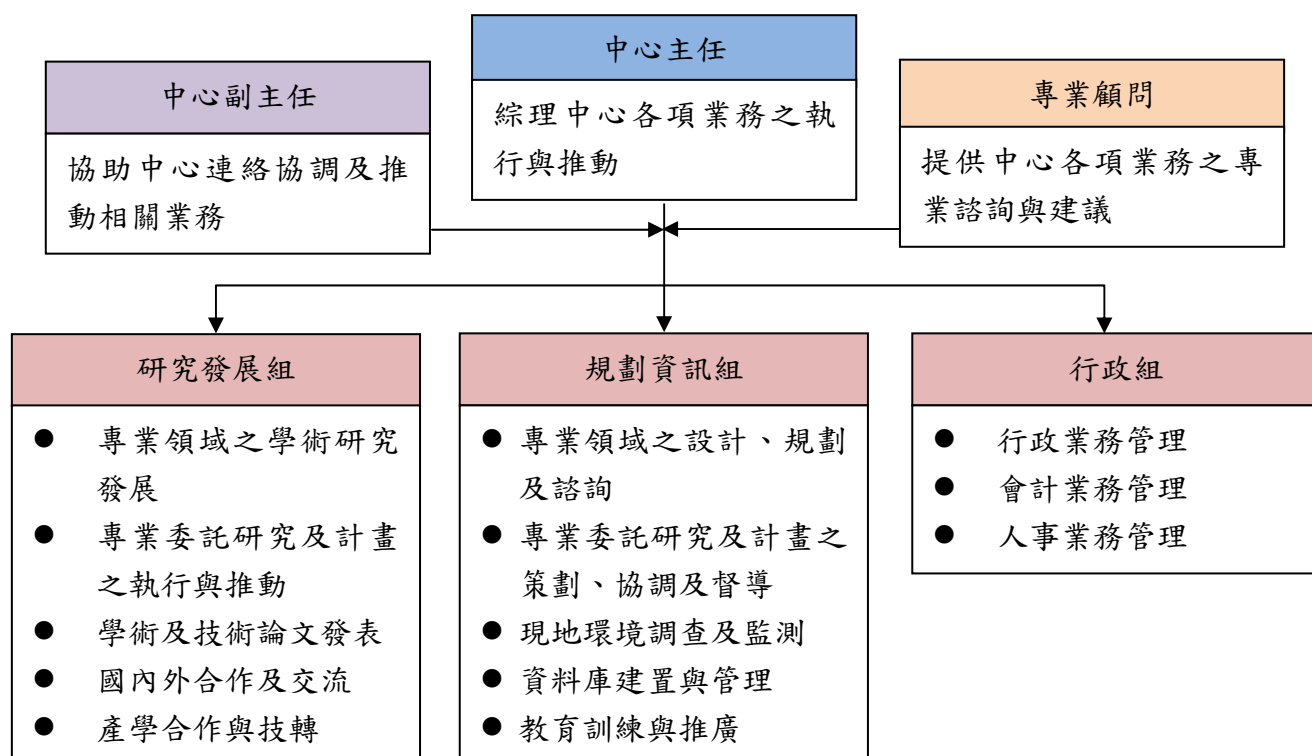 中心主任
綜理中心各項業務之執
行與推動
中心副主任
協助中心連絡協調及推
動相關業務
專業顧問
提供中心各項業務之專
業諮詢與建議
研究發展組
● 專業領域之學術研究
發展
● 專業委託研究及計畫
之執行與推動
● 學術及技術論文發表
● 國內外合作及交流
● 產學合作與技轉
規劃資訊組
● 專業領域之設計、規劃
及諮詢
● 專業委託研究及計畫之
策劃、協調及督導
● 現地環境調查及監測
● 資料庫建置與管理
● 教育訓練與推廣
行政組
● 行政業務管理
● 會計業務管理
● 人事業務管理